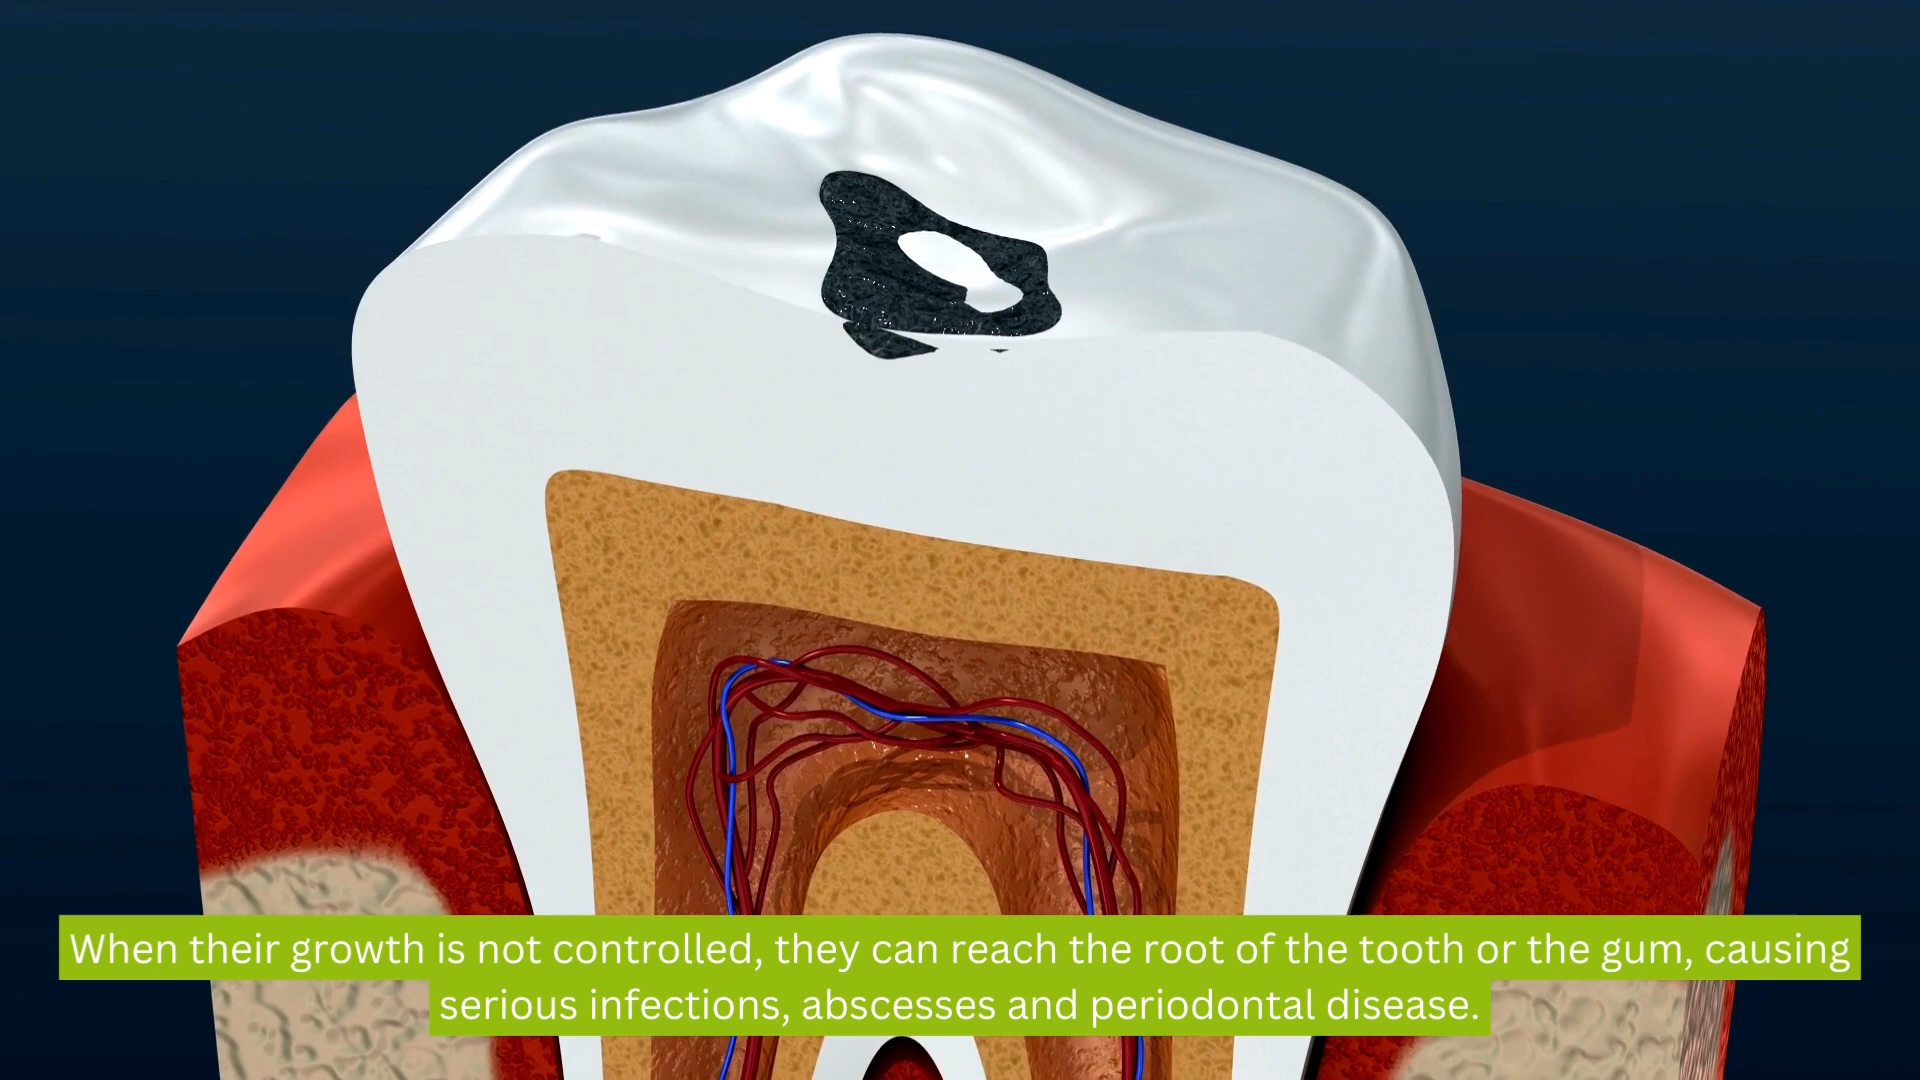 When their growth is not controlled, they can reach the root of the tooth or the gum, causing
serious infections, abscesses and periodontal disease.